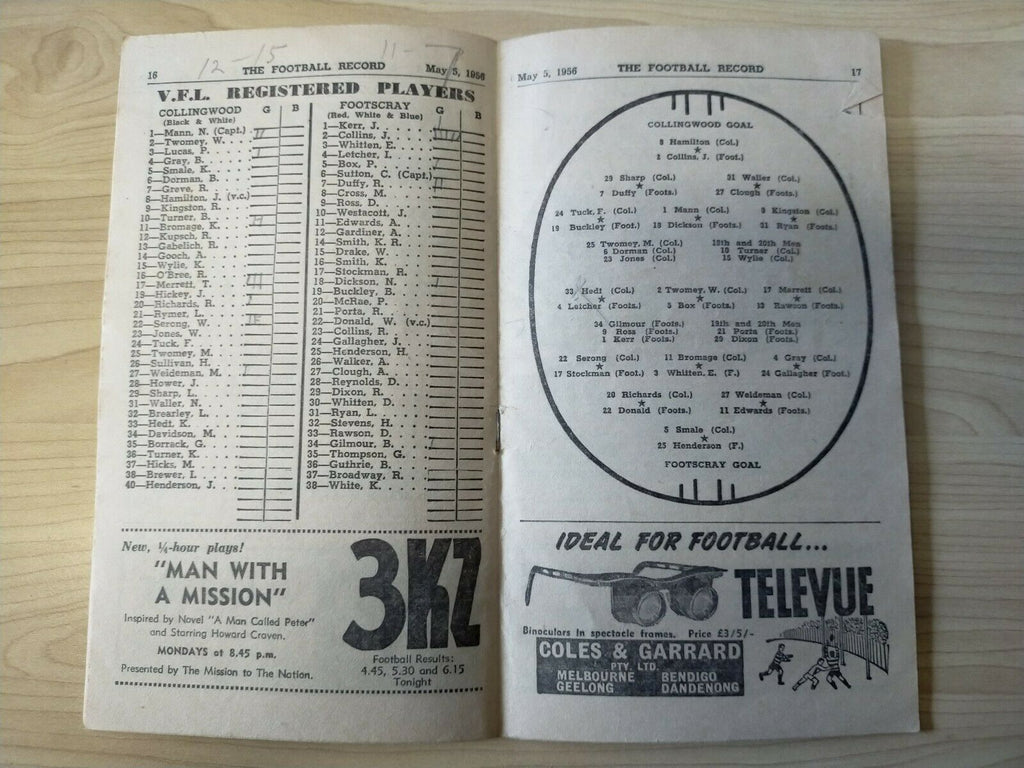 12-15 11-7
16 THE FOOTBALL RECORD May 5, 1956
V.F.L. REGISTERED PLAYERS
COLLINGWOOD G B
(Black & White)
1—Mann, N. (Capt.)
2—Twomey, W.
3—Lucas, P.
4—Gray, B.
5—Smale, K.
6—Dorman, B.
7—Greve, R.
8—Hamilton, J. (v.c.)
9—Kingston, R.
10—Turner, B.
11—Bromage, K.
12—Kupsch, R.
13—Gabelich, R.
14—Gooch, A.
15—Wylie, K.
16—O'Bree, R.
17—Merrett, T.
19—Hickey, J.
20—Richards, R.
21—Rymer, L.
22—Serong, W.
23—Jones, W.
24—Tuck, F.
25—Twomey, M.
26—Sullivan, H.
27—Weideman, M.
28—Hower, J.
29—Sharp, L.
31—Waller, N.
32—Brearley, L.
33—Hedt, K.
34—Davidson, M.
35—Borrack, G.
36—Turner, K.
37—Hicks, M.
38—Brewer, I.
40—Henderson, J.
FOOTSCRAY G B
(Red, White & Blue)
1—Kerr, J.
2—Collins, J.
3—Whitten, E.
4—Letcher, I.
5—Box, P.
6—Sutton, C. (Capt.)
7—Duffy, R.
8—Cross, M.
9—Ross, D.
10—Westacott, J.
11—Edwards, A.
12—Gardiner, A.
14—Smith, K. R.
15—Drake, W.
16—Smith, K.
17—Stockman, R.
18—Dickson, N.
19—Buckley, B.
20—McRae, P.
21—Porta, R.
22—Donald, W. (v.c.)
23—Collins, R.
24—Gallagher, J.
25—Henderson, H.
26—Walker, A.
27—Clough, A.
28—Reynolds, D.
29—Dixon, R.
30—Whitten, D.
31—Ryan, L.
32—Stevens, H.
33—Rawson, D.
34—Gilmour, B.
35—Thompson, G.
36—Guthrie, B.
37—Broadway, R.
38—White, K.
New, ¼-hour plays!
"MAN WITH
A MISSION"
Inspired by Novel "A Man Called Peter"
and Starring Howard Craven.
MONDAYS at 8.45 p.m.
Presented by The Mission to The Nation.
3KZ
Football Results:
4.45, 5.30 and 6.15
Tonight
May 5, 1956 THE FOOTBALL RECORD 17
COLLINGWOOD GOAL
8 Hamilton (Col.)
2 Collins, J. (Foot.)
29 Sharp (Col.) 31 Waller (Col.)
7 Duffy (Foots.) 27 Clough (Foots.)
24 Tuck, F. (Col.) 1 Mann (Col.) 9 Kingston (Col.)
19 Buckley (Foot.) 18 Dickson (Foots.) 31 Ryan (Foots.)
25 Twomey, M. (Col.) 19th and 20th Men
6 Dorman (Col.) 10 Turner (Col.)
23 Jones (Col.) 15 Wylie (Col.)
33 Hedt (Col.) 2 Twomey, W. (Col.) 17 Merrett (Col.)
4 Letcher (Foots.) 5 Box (Foots.) 33 Rawson (Foots.)
34 Gilmour (Foots.) 19th and 20th Men
9 Ross (Foots.) 21 Porta (Foots.)
1 Kerr (Foots.) 29 Dixon (Foots.)
22 Serong (Col.) 11 Bromage (Col.) 4 Gray (Col.)
17 Stockman (Foot.) 3 Whitten, E. (F.) 24 Gallagher (Foot.)
20 Richards (Col.) 27 Weideman (Col.)
22 Donald (Foots.) 11 Edwards (Foots.)
5 Smale (Col.)
25 Henderson (F.)
FOOTSCRAY GOAL
IDEAL FOR FOOTBALL...
TELEVUE
Binoculars in spectacle frames. Price £3/5/-
COLES & GARRARD
PTY. LTD.
MELBOURNE BENDIGO
GEELONG DANDENONG